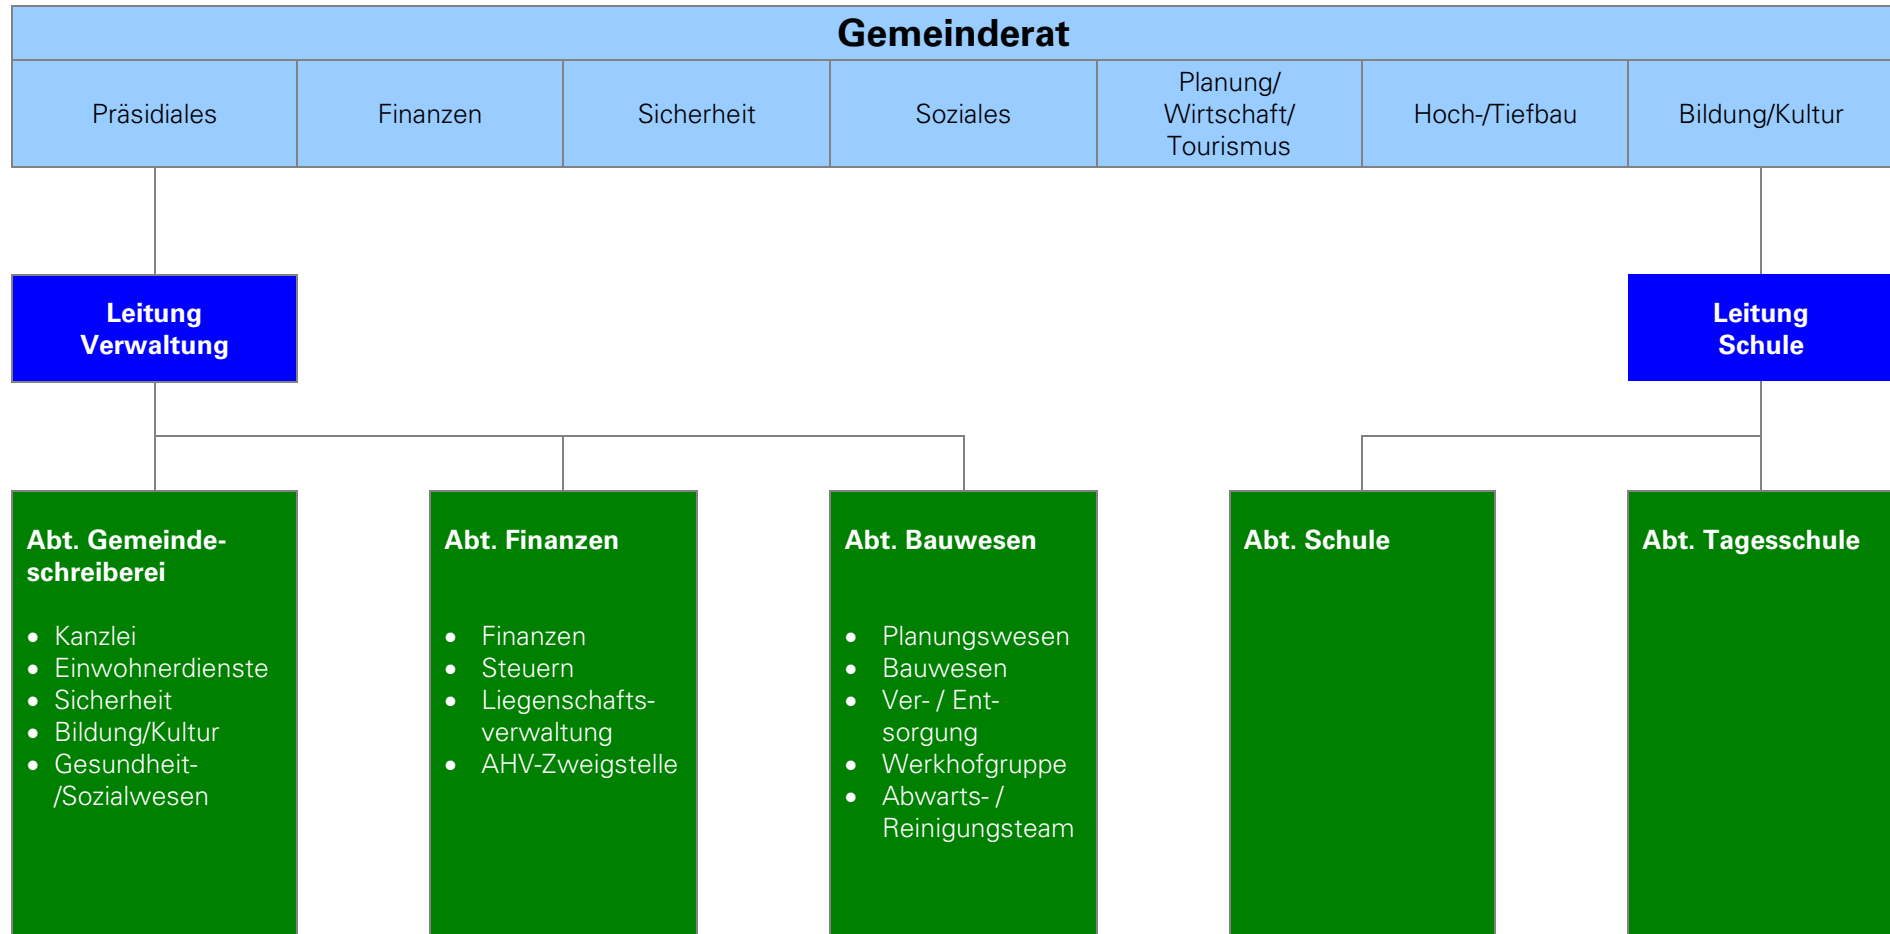 Gemeinderat
Präsidiales
Finanzen
Sicherheit
Soziales
Planung/
Wirtschaft/
Tourismus
Hoch-/Tiefbau
Bildung/Kultur
Leitung
Verwaltung
Leitung
Schule
Abt. Gemeinde-
schreiberei
• Kanzlei
• Einwohnerdienste
• Sicherheit
• Bildung/Kultur
• Gesundheit-
/Sozialwesen
Abt. Finanzen
• Finanzen
• Steuern
• Liegenschafts-
verwaltung
• AHV-Zweigstelle
Abt. Bauwesen
• Planungswesen
• Bauwesen
• Ver- / Ent-
sorgung
• Werkhofgruppe
• Abwarts- /
Reinigungsteam
Abt. Schule
Abt. Tagesschule